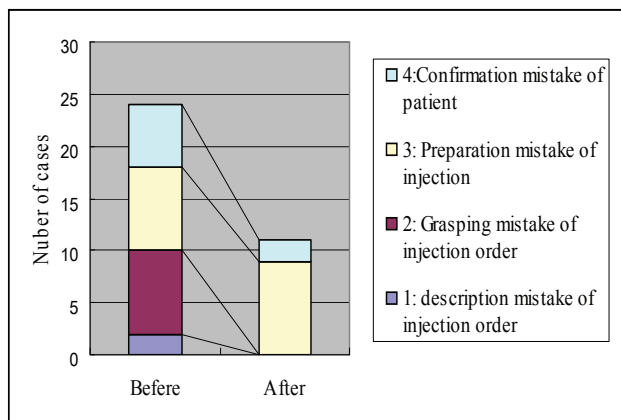 30
25
20
15
10
5
0
Nuber of cases
Befere
After
4:Confirmation mistake of
patient
3: Preparation mistake of
injection
2: Grasping mistake of
injection order
1: description mistake of
injection order